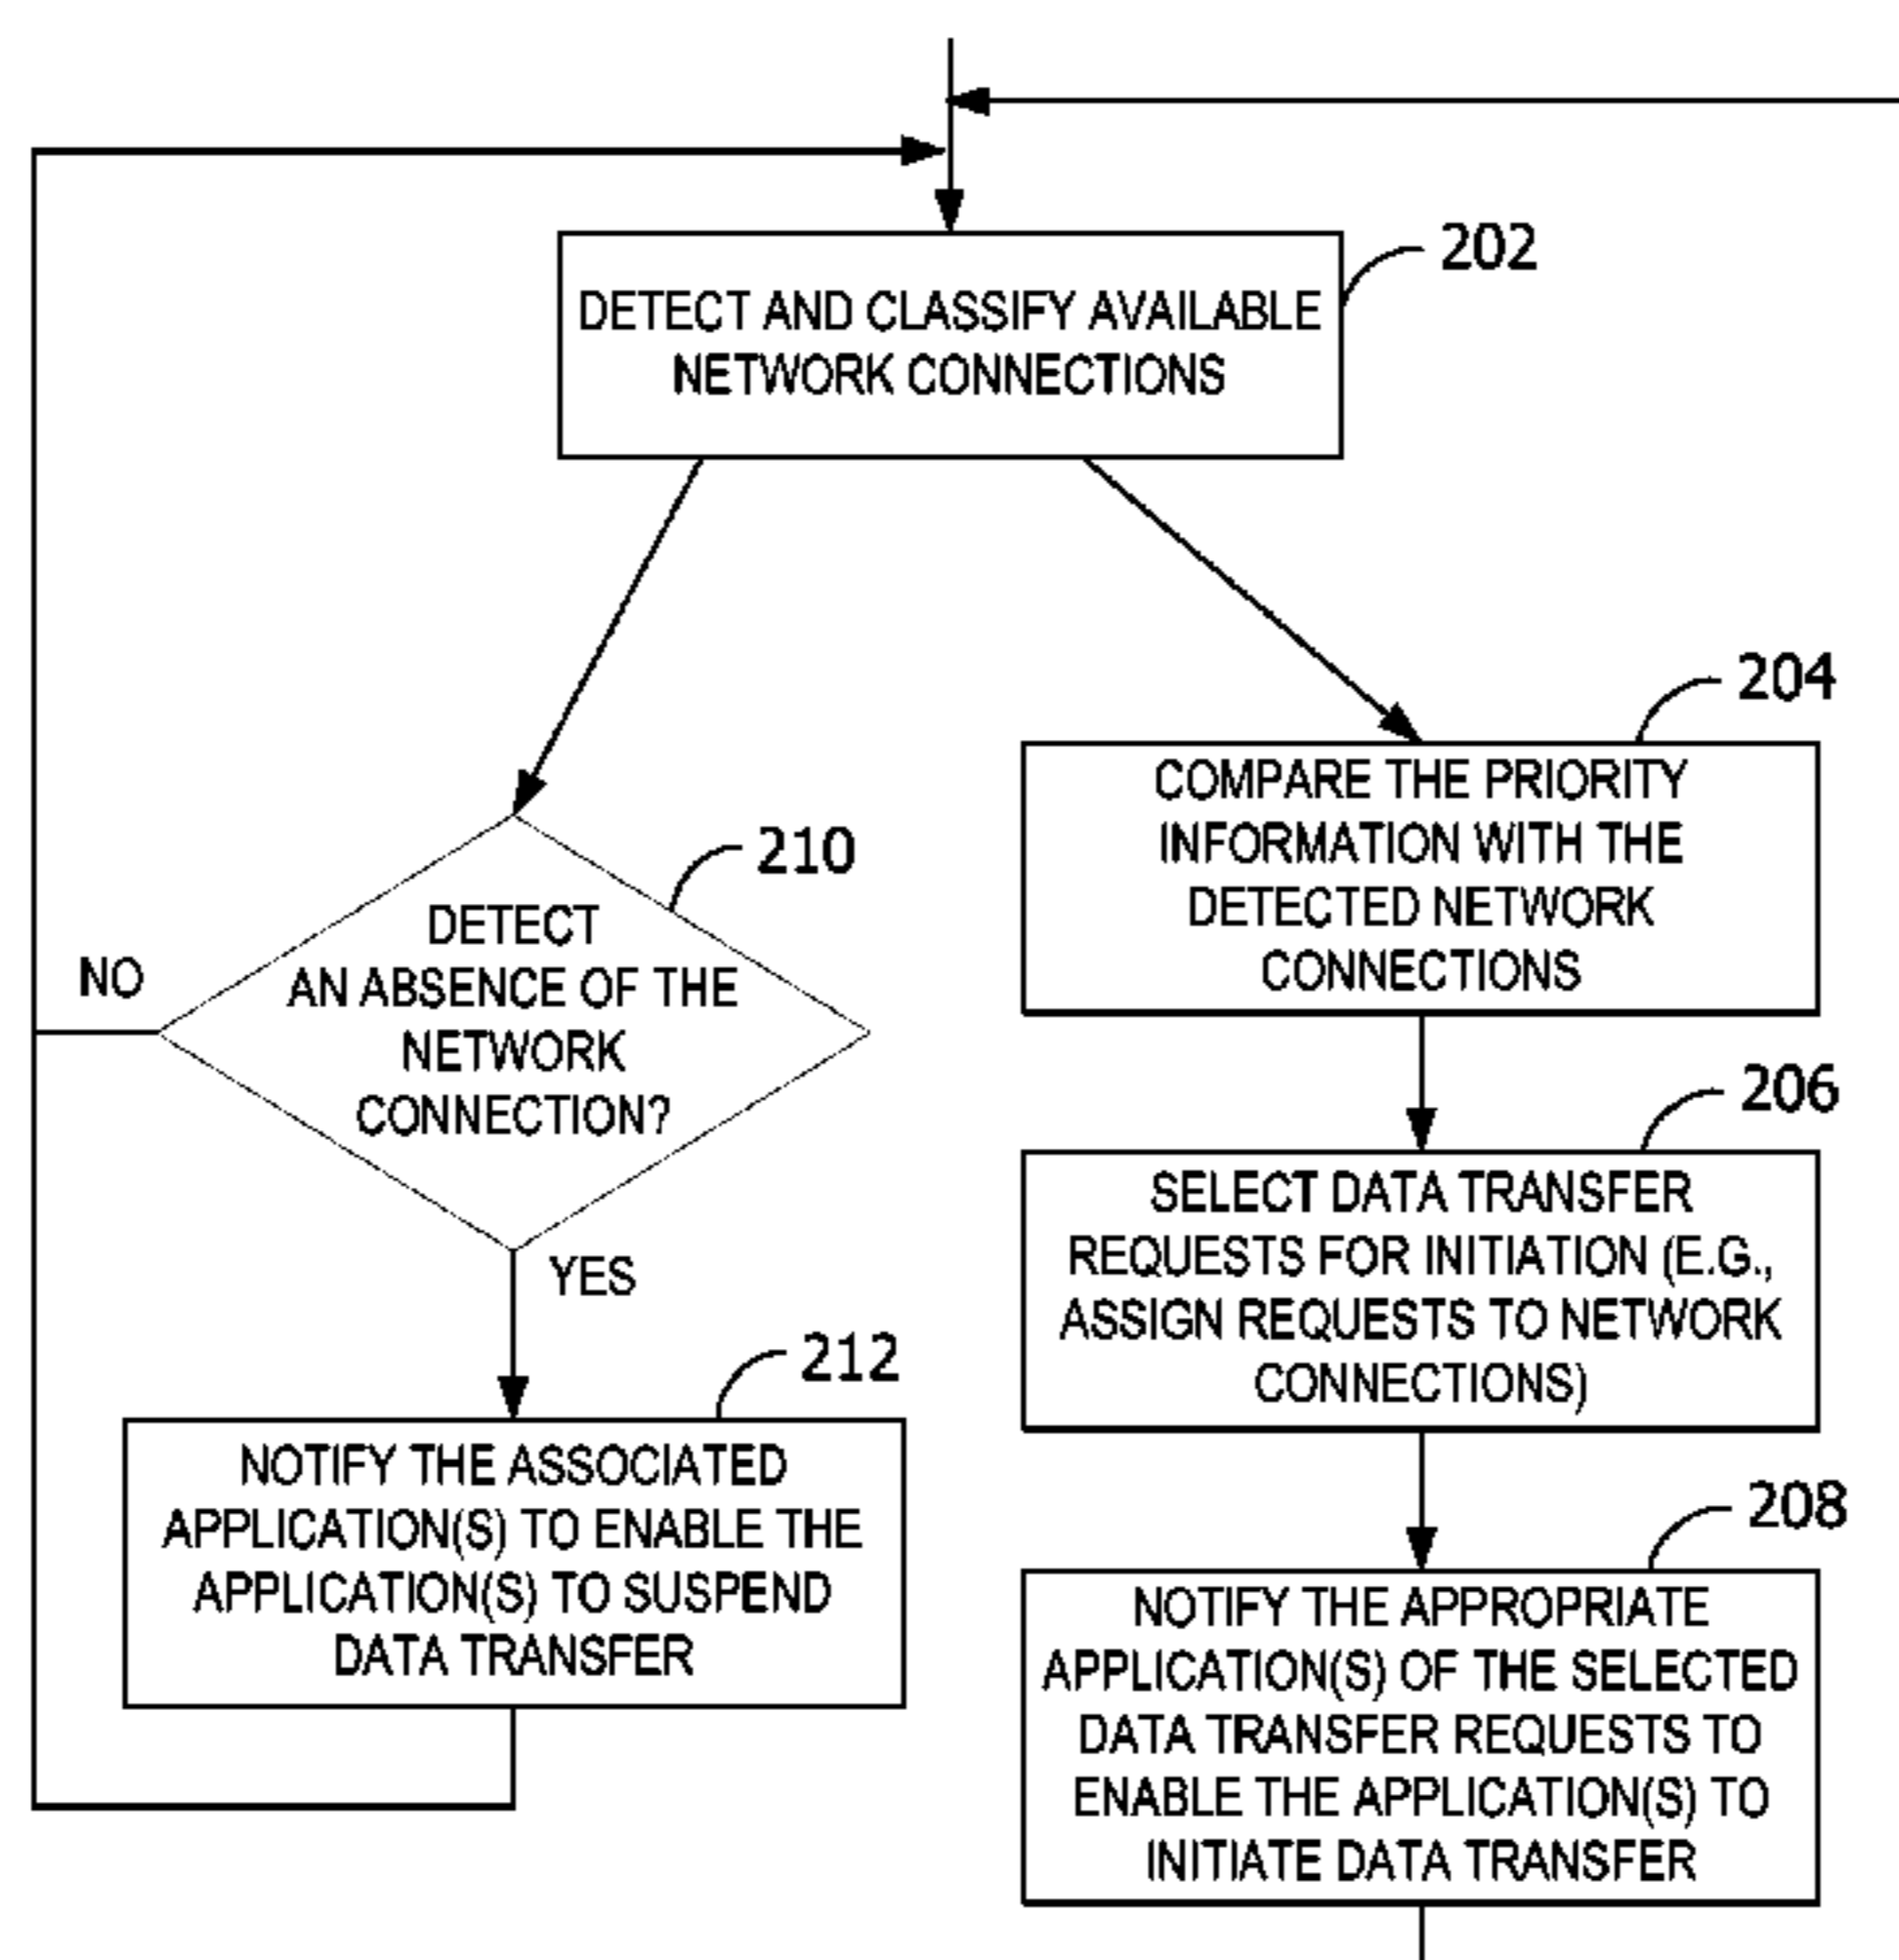 202
DETECT AND CLASSIFY AVAILABLE
NETWORK CONNECTIONS
204
COMPARE THE PRIORITY
INFORMATION WITH THE
DETECTED NETWORK
CONNECTIONS
210
DETECT
AN ABSENCE OF THE
NETWORK
CONNECTION?
NO
YES
206
SELECT DATA TRANSFER
REQUESTS FOR INITIATION (E.G.,
ASSIGN REQUESTS TO NETWORK
CONNECTIONS)
212
NOTIFY THE ASSOCIATED
APPLICATION(S) TO ENABLE THE
APPLICATION(S) TO SUSPEND
DATA TRANSFER
208
NOTIFY THE APPROPRIATE
APPLICATION(S) OF THE SELECTED
DATA TRANSFER REQUESTS TO
ENABLE THE APPLICATION(S) TO
INITIATE DATA TRANSFER